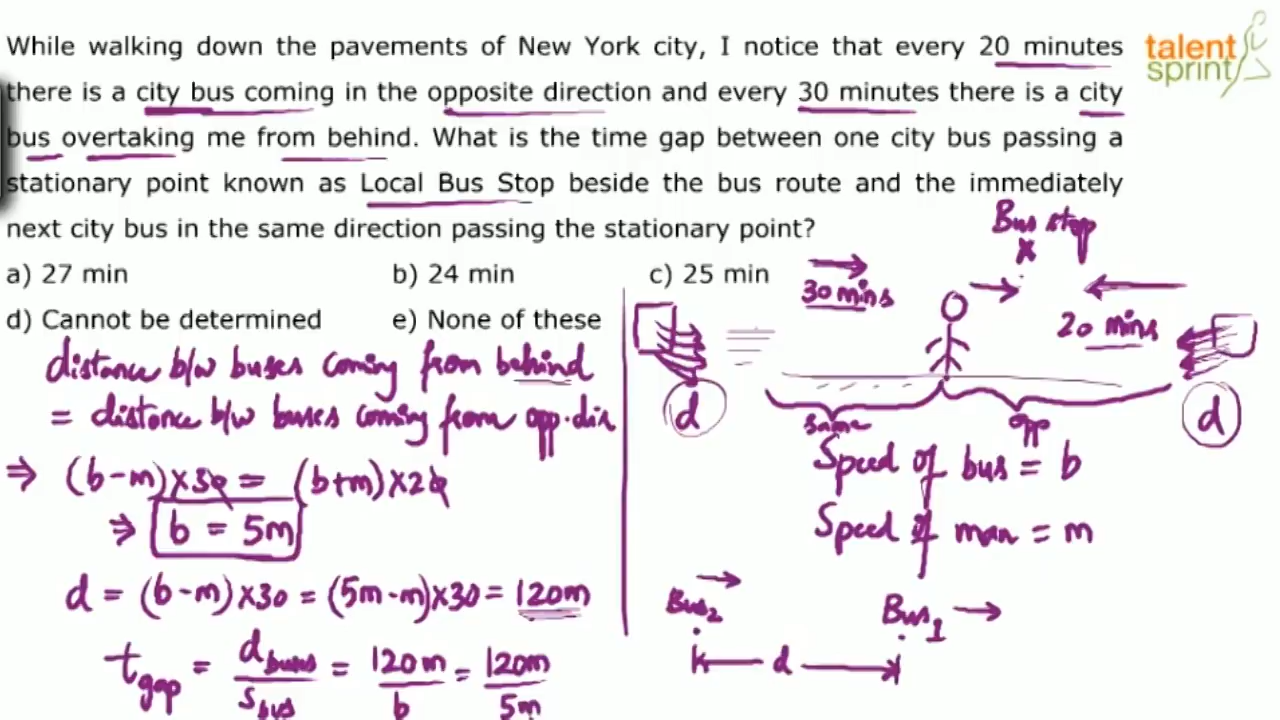 While walking down the pavements of New York city, I notice that every 20 minutes
there is a city bus coming in the opposite direction and every 30 minutes there is a city
bus overtaking me from behind. What is the time gap between one city bus passing a
stationary point known as Local Bus Stop beside the bus route and the immediately
next city bus in the same direction passing the stationary point?
talent
sprint
a) 27 min b) 24 min c) 25 min
d) Cannot be determined e) None of these
distance b/w buses coming from behind
= distance b/w buses coming from opp. dir
⇒ (b-m)×30 = (b+m)×20
⇒ b = 5m
d = (b-m)×30 = (5m-m)×30 = 120m
t gap = d buses / s bus = 120m / b = 120m / 5m
Bus stop
×
30 mins
20 mins
d
same
opp
d
Speed of bus = b
Speed of man = m
Bus2
Bus1
d